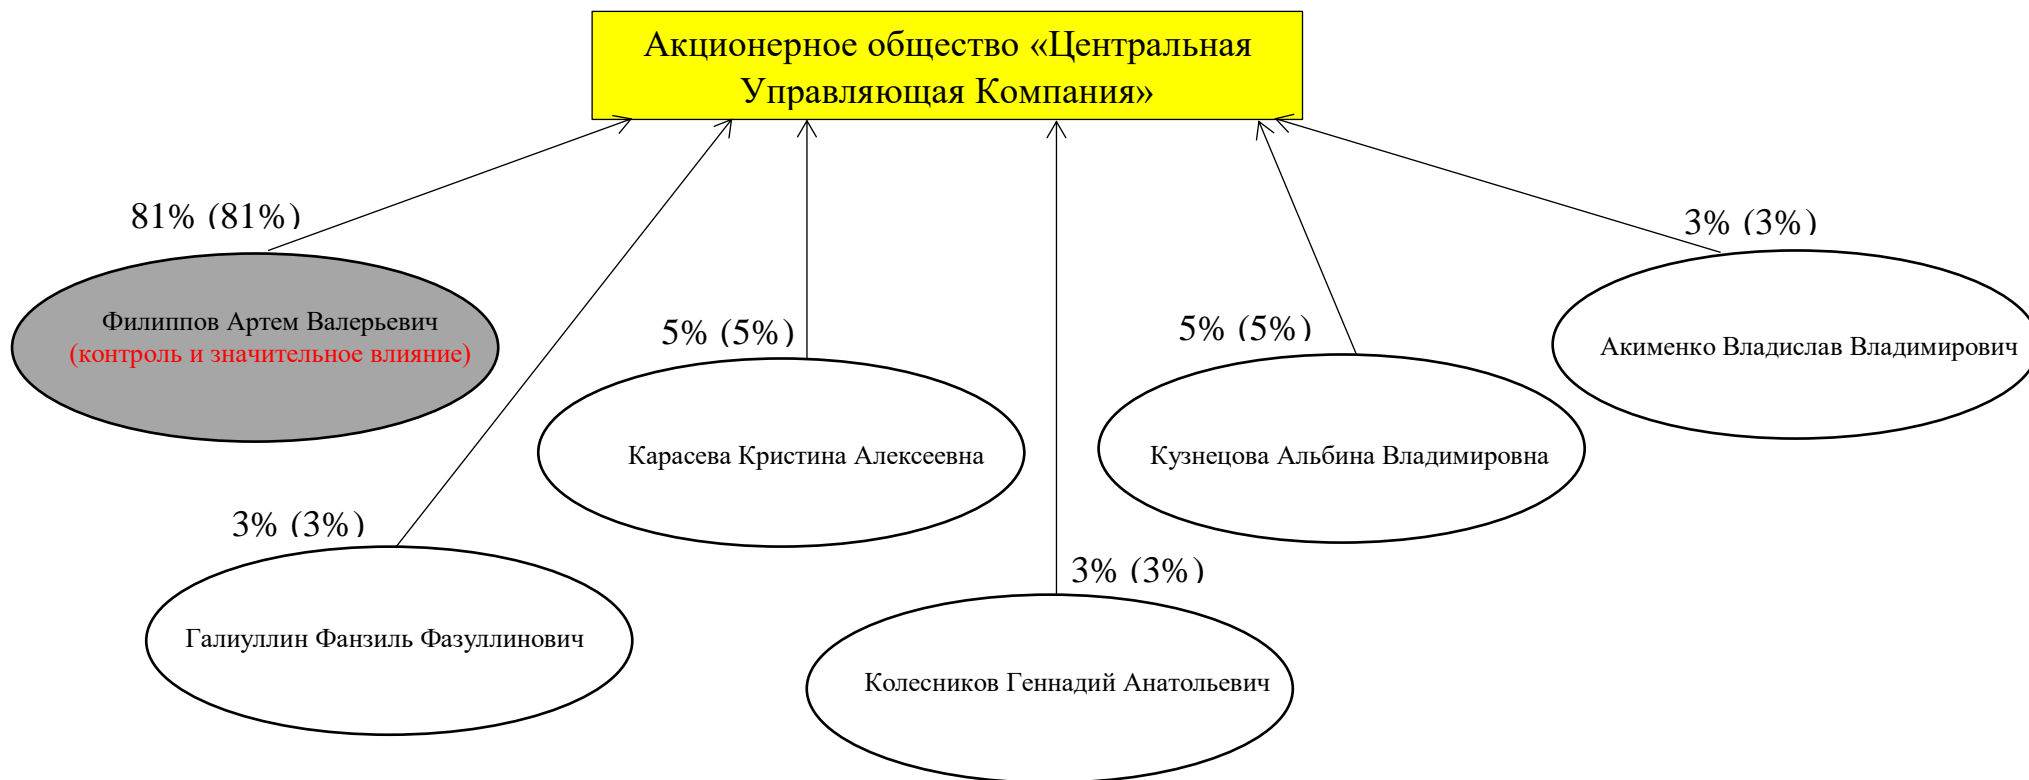 Акционерное общество «Центральная
Управляющая Компания»
81% (81%)
3% (3%)
Филиппов Артем Валерьевич
(контроль и значительное влияние)
5% (5%)
5% (5%)
Акименко Владислав Владимирович
Карасева Кристина Алексеевна
Кузнецова Альбина Владимировна
3% (3%)
3% (3%)
Галиуллин Фанзиль Фазуллинович
Колесников Геннадий Анатольевич